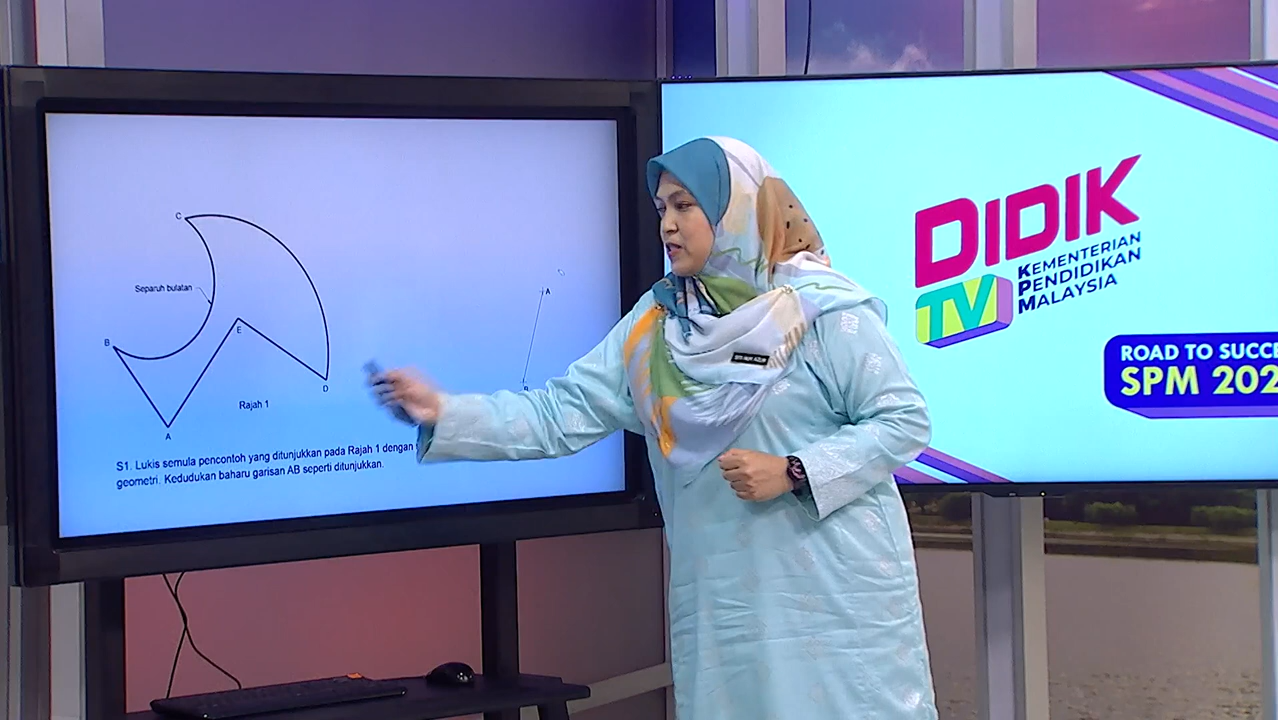 C
Separuh bulatan
B
E
D
Rajah 1
A
A
B
S1. Lukis semula pencontoh yang ditunjukkan pada Rajah 1 dengan
geometri. Kedudukan baharu garisan AB seperti ditunjukkan.
DIDIK
TV
KEMENTERIAN
PENDIDIKAN
MALAYSIA
ROAD TO SUCCE
SPM 202